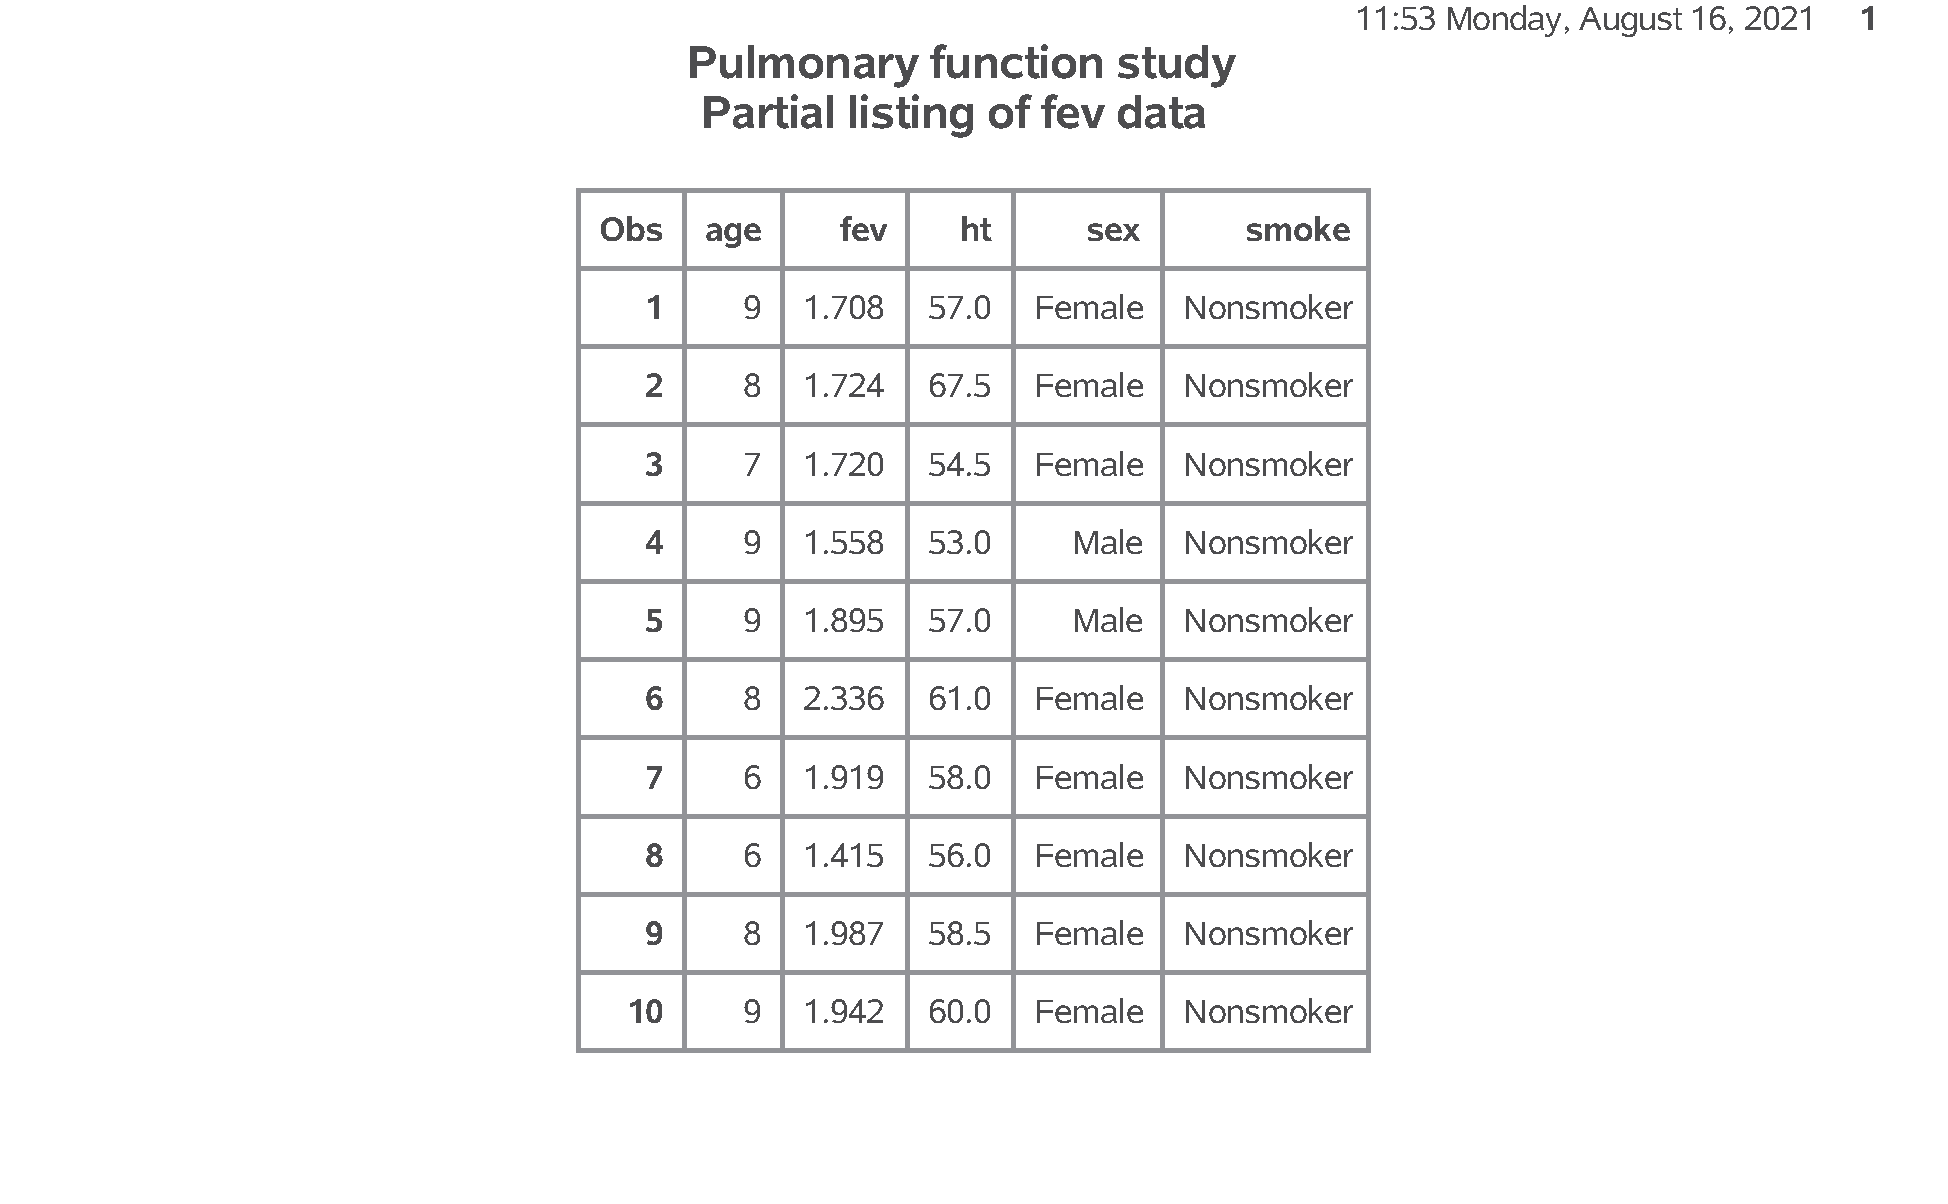 11:53 Monday, August 16, 2021 1
Pulmonary function study
Partial listing of fev data
Obs age fev ht sex smoke
1 9 1.708 57.0 Female Nonsmoker
2 8 1.724 67.5 Female Nonsmoker
3 7 1.720 54.5 Female Nonsmoker
4 9 1.558 53.0 Male Nonsmoker
5 9 1.895 57.0 Male Nonsmoker
6 8 2.336 61.0 Female Nonsmoker
7 6 1.919 58.0 Female Nonsmoker
8 6 1.415 56.0 Female Nonsmoker
9 8 1.987 58.5 Female Nonsmoker
10 9 1.942 60.0 Female Nonsmoker